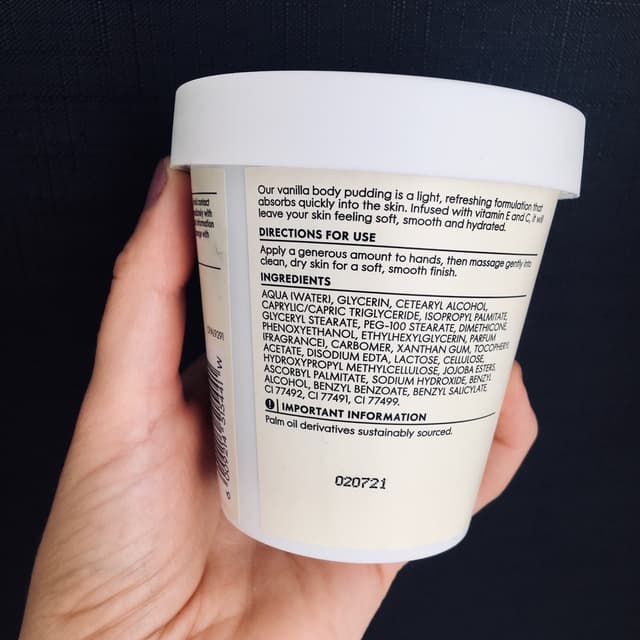 Our vanilla body pudding is a light, refreshing formulation that
absorbs quickly into the skin. Infused with vitamin E and C, it will
leave your skin feeling soft, smooth and hydrated.
DIRECTIONS FOR USE
Apply a generous amount to hands, then massage gently into
clean, dry skin for a soft, smooth finish.
INGREDIENTS
AQUA (WATER), GLYCERIN, CETEARYL ALCOHOL,
CAPRYLIC/CAPRIC TRIGLYCERIDE, ISOPROPYL PALMITATE,
GLYCERYL STEARATE, PEG-100 STEARATE, DIMETHICONE,
PHENOXYETHANOL, ETHYLHEXYLGLYCERIN, PARFUM
(FRAGRANCE), CARBOMER, XANTHAN GUM, TOCOPHERYL
ACETATE, DISODIUM EDTA, LACTOSE, CELLULOSE,
HYDROXYPROPYL METHYLCELLULOSE, JOJOBA ESTERS,
ASCORBYL PALMITATE, SODIUM HYDROXIDE, BENZYL
ALCOHOL, BENZYL BENZOATE, BENZYL SALICYLATE,
CI 77492, CI 77491, CI 77499.
IMPORTANT INFORMATION
Palm oil derivatives sustainably sourced.
020721
contact
with